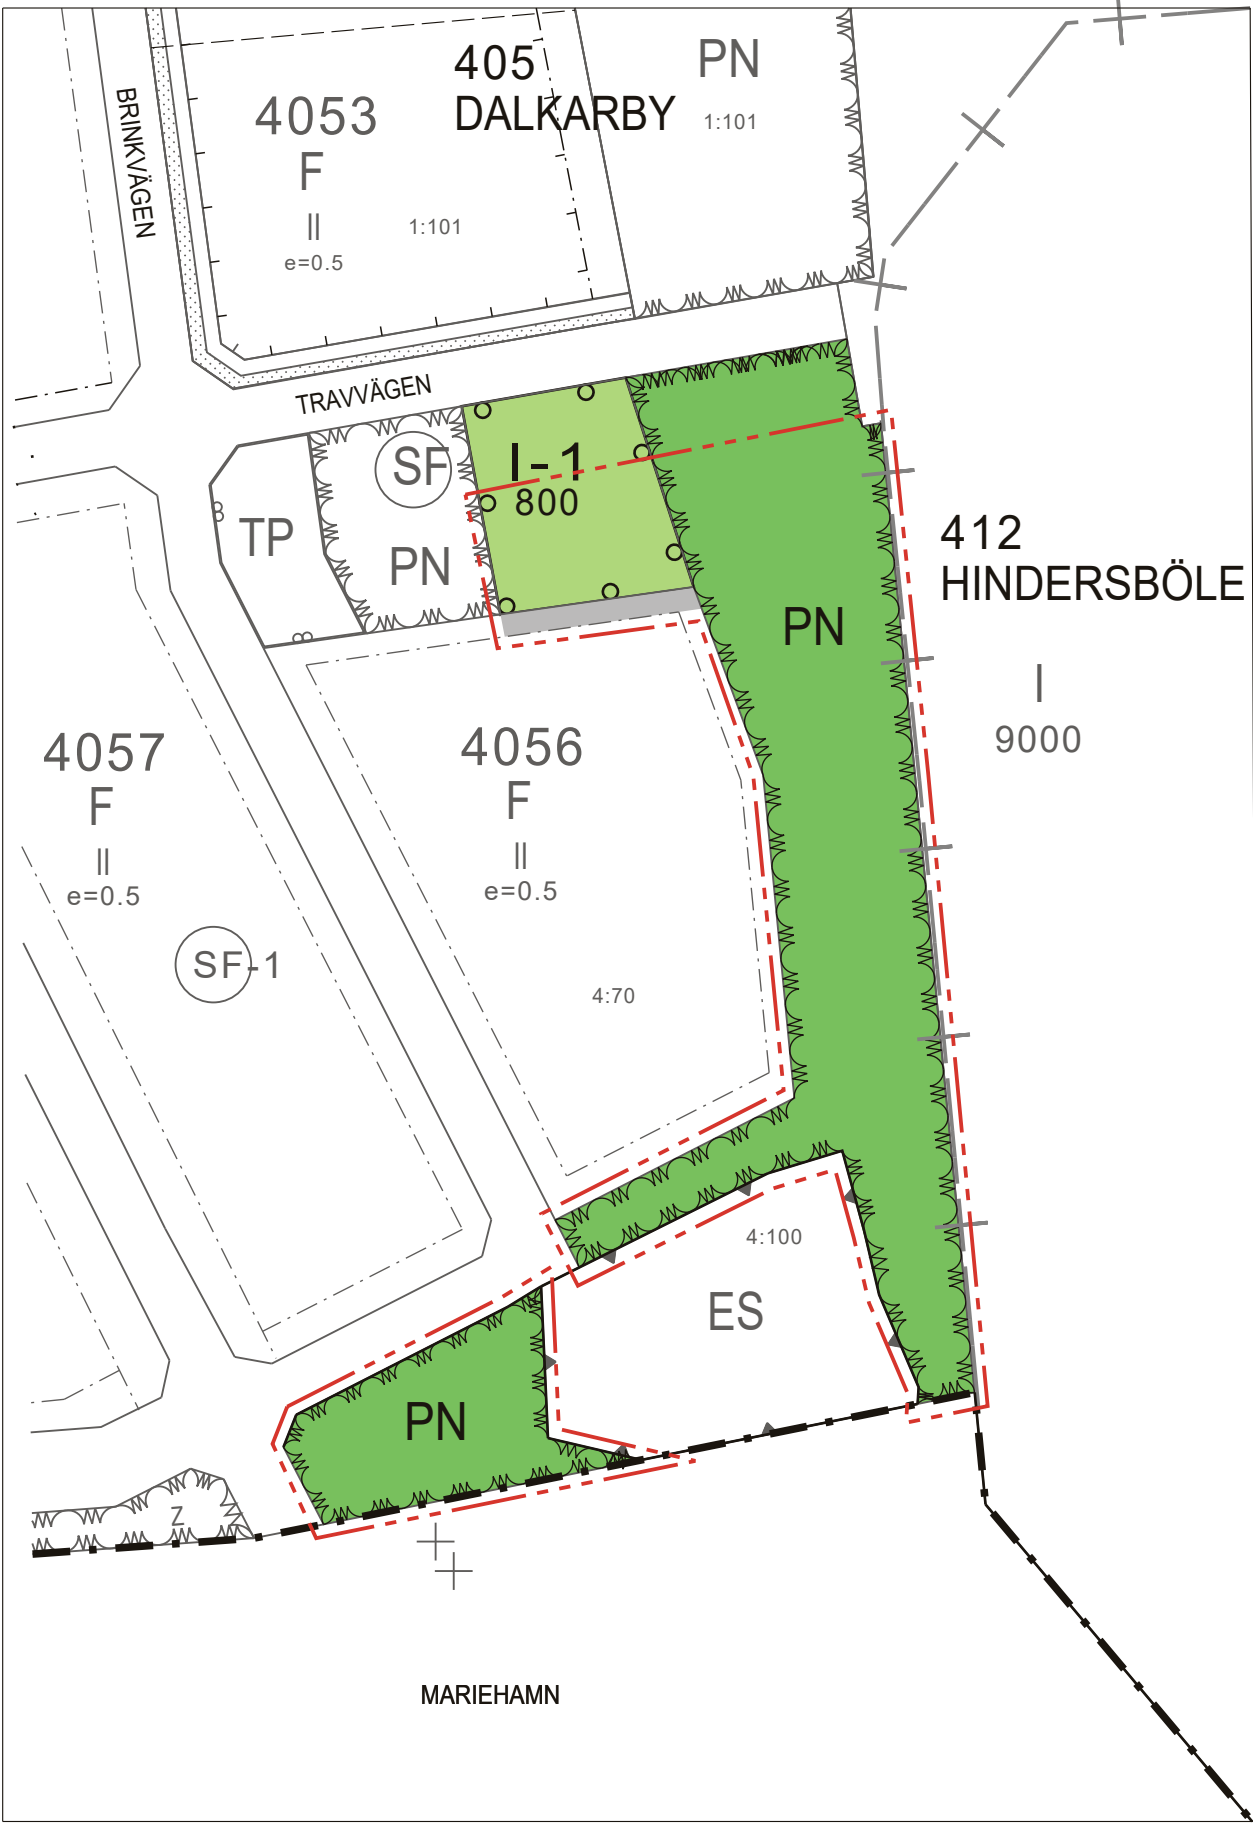 405
DALKARBY
PN
1:101
BRINKVÄGEN
4053
F
II
e=0.5
1:101
TRAVVÄGEN
SF
I-1
800
TP
PN
412
HINDERSBÖLE
PN
I
9000
4057
F
II
e=0.5
4056
F
II
e=0.5
SF-1
4:70
4:100
ES
PN
Z
MARIEHAMN